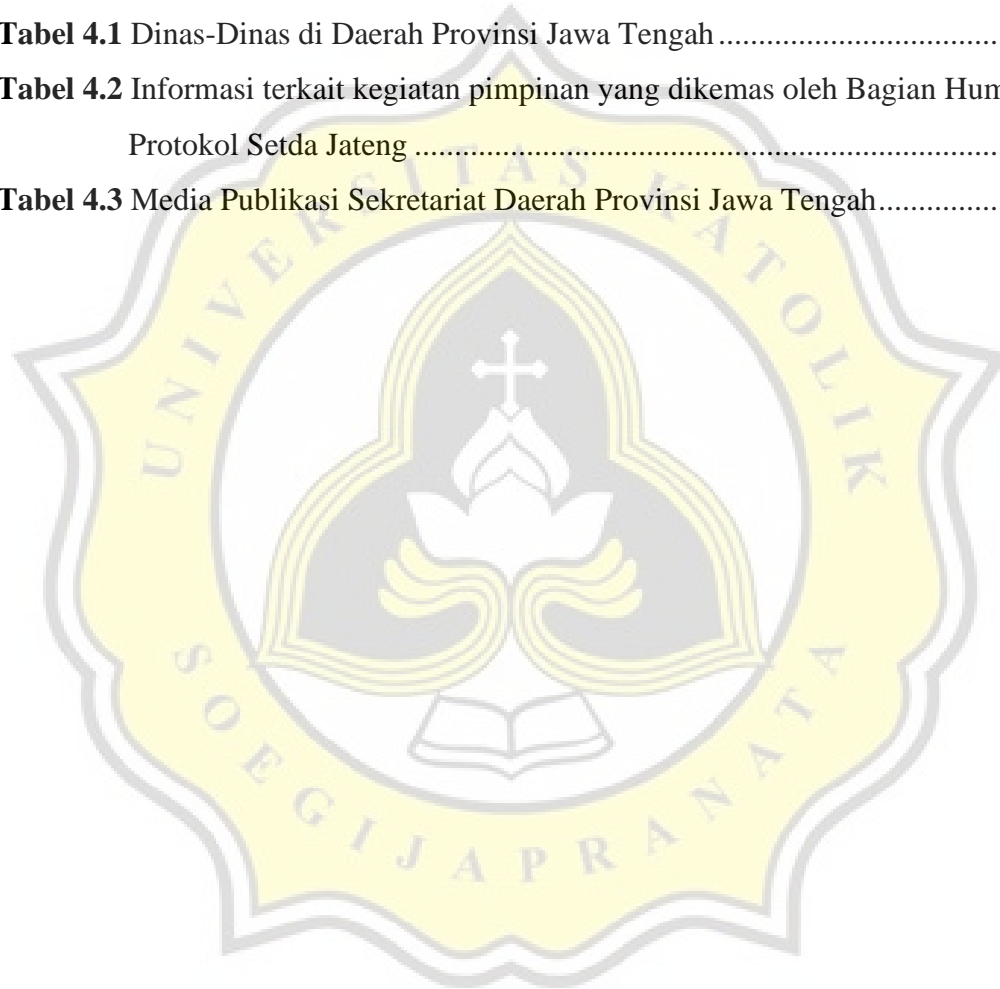 Tabel 4.1 Dinas-Dinas di Daerah Provinsi Jawa Tengah ..................................
Tabel 4.2 Informasi terkait kegiatan pimpinan yang dikemas oleh Bagian Hum
Protokol Setda Jateng .........................................................................
Tabel 4.3 Media Publikasi Sekretariat Daerah Provinsi Jawa Tengah...............
UNIVERSITAS KATOLIK
SOEGIJAPRANATA